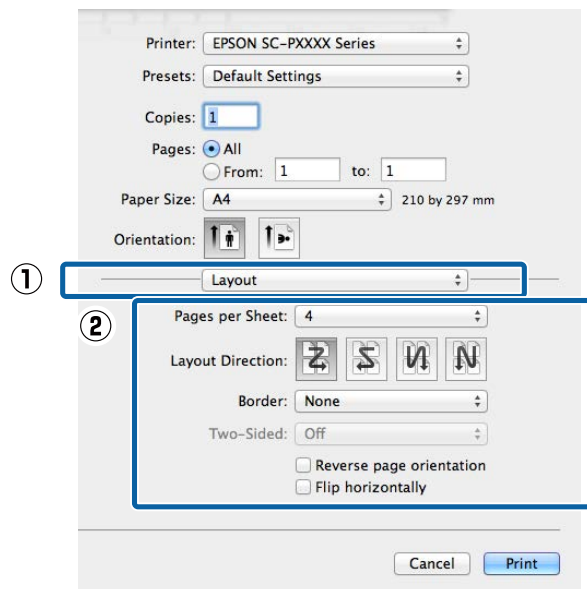 Printer: EPSON SC-PXXXX Series
Presets: Default Settings
Copies: 1
Pages: All
From: 1 to: 1
Paper Size: A4 210 by 297 mm
Orientation:
① Layout
②
Pages per Sheet: 4
Layout Direction:
Border: None
Two-Sided: Off
Reverse page orientation
Flip horizontally
Cancel Print